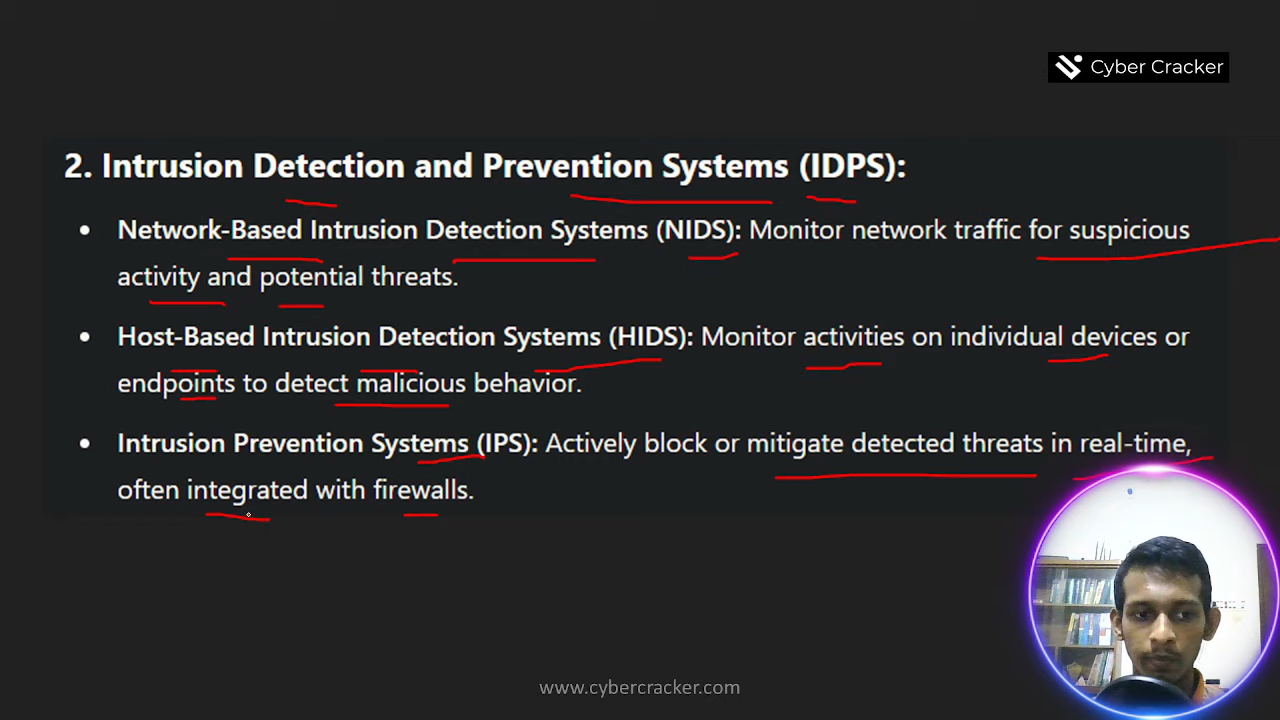 Cyber Cracker
2. Intrusion Detection and Prevention Systems (IDPS):
• Network-Based Intrusion Detection Systems (NIDS): Monitor network traffic for suspicious
activity and potential threats.
• Host-Based Intrusion Detection Systems (HIDS): Monitor activities on individual devices or
endpoints to detect malicious behavior.
• Intrusion Prevention Systems (IPS): Actively block or mitigate detected threats in real-time,
often integrated with firewalls.
www.cybercracker.com